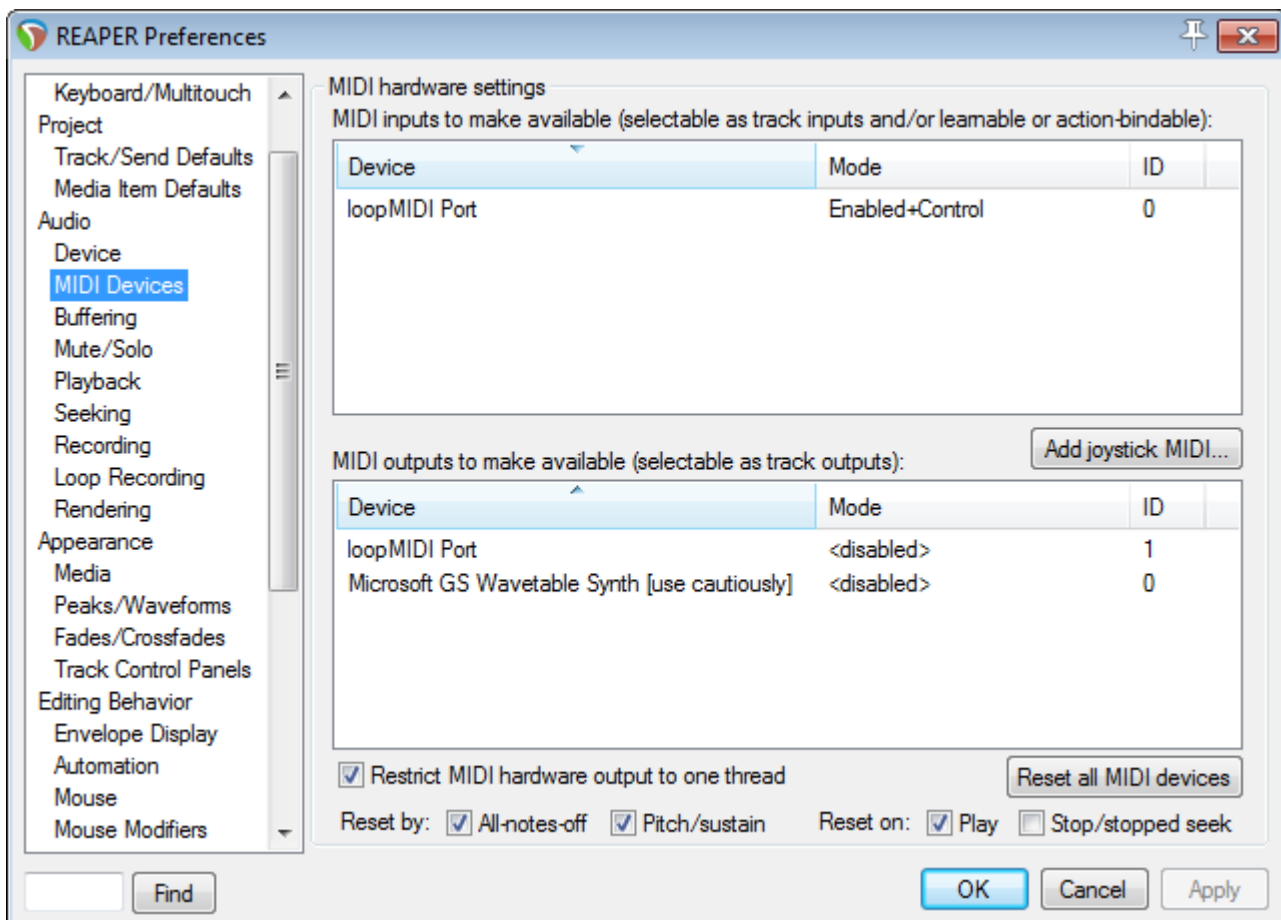 REAPER Preferences
Keyboard/Multitouch
Project
Track/Send Defaults
Media Item Defaults
Audio
Device
MIDI Devices
Buffering
Mute/Solo
Playback
Seeking
Recording
Loop Recording
Rendering
Appearance
Media
Peaks/Waveforms
Fades/Crossfades
Track Control Panels
Editing Behavior
Envelope Display
Automation
Mouse
Mouse Modifiers
Find
MIDI hardware settings
MIDI inputs to make available (selectable as track inputs and/or learnable or action-bindable):
Device Mode ID
loopMIDI Port Enabled+Control 0
Add joystick MIDI...
MIDI outputs to make available (selectable as track outputs):
Device Mode ID
loopMIDI Port <disabled> 1
Microsoft GS Wavetable Synth [use cautiously] <disabled> 0
Restrict MIDI hardware output to one thread
Reset all MIDI devices
Reset by: All-notes-off Pitch/sustain Reset on: Play Stop/stopped seek
OK Cancel Apply